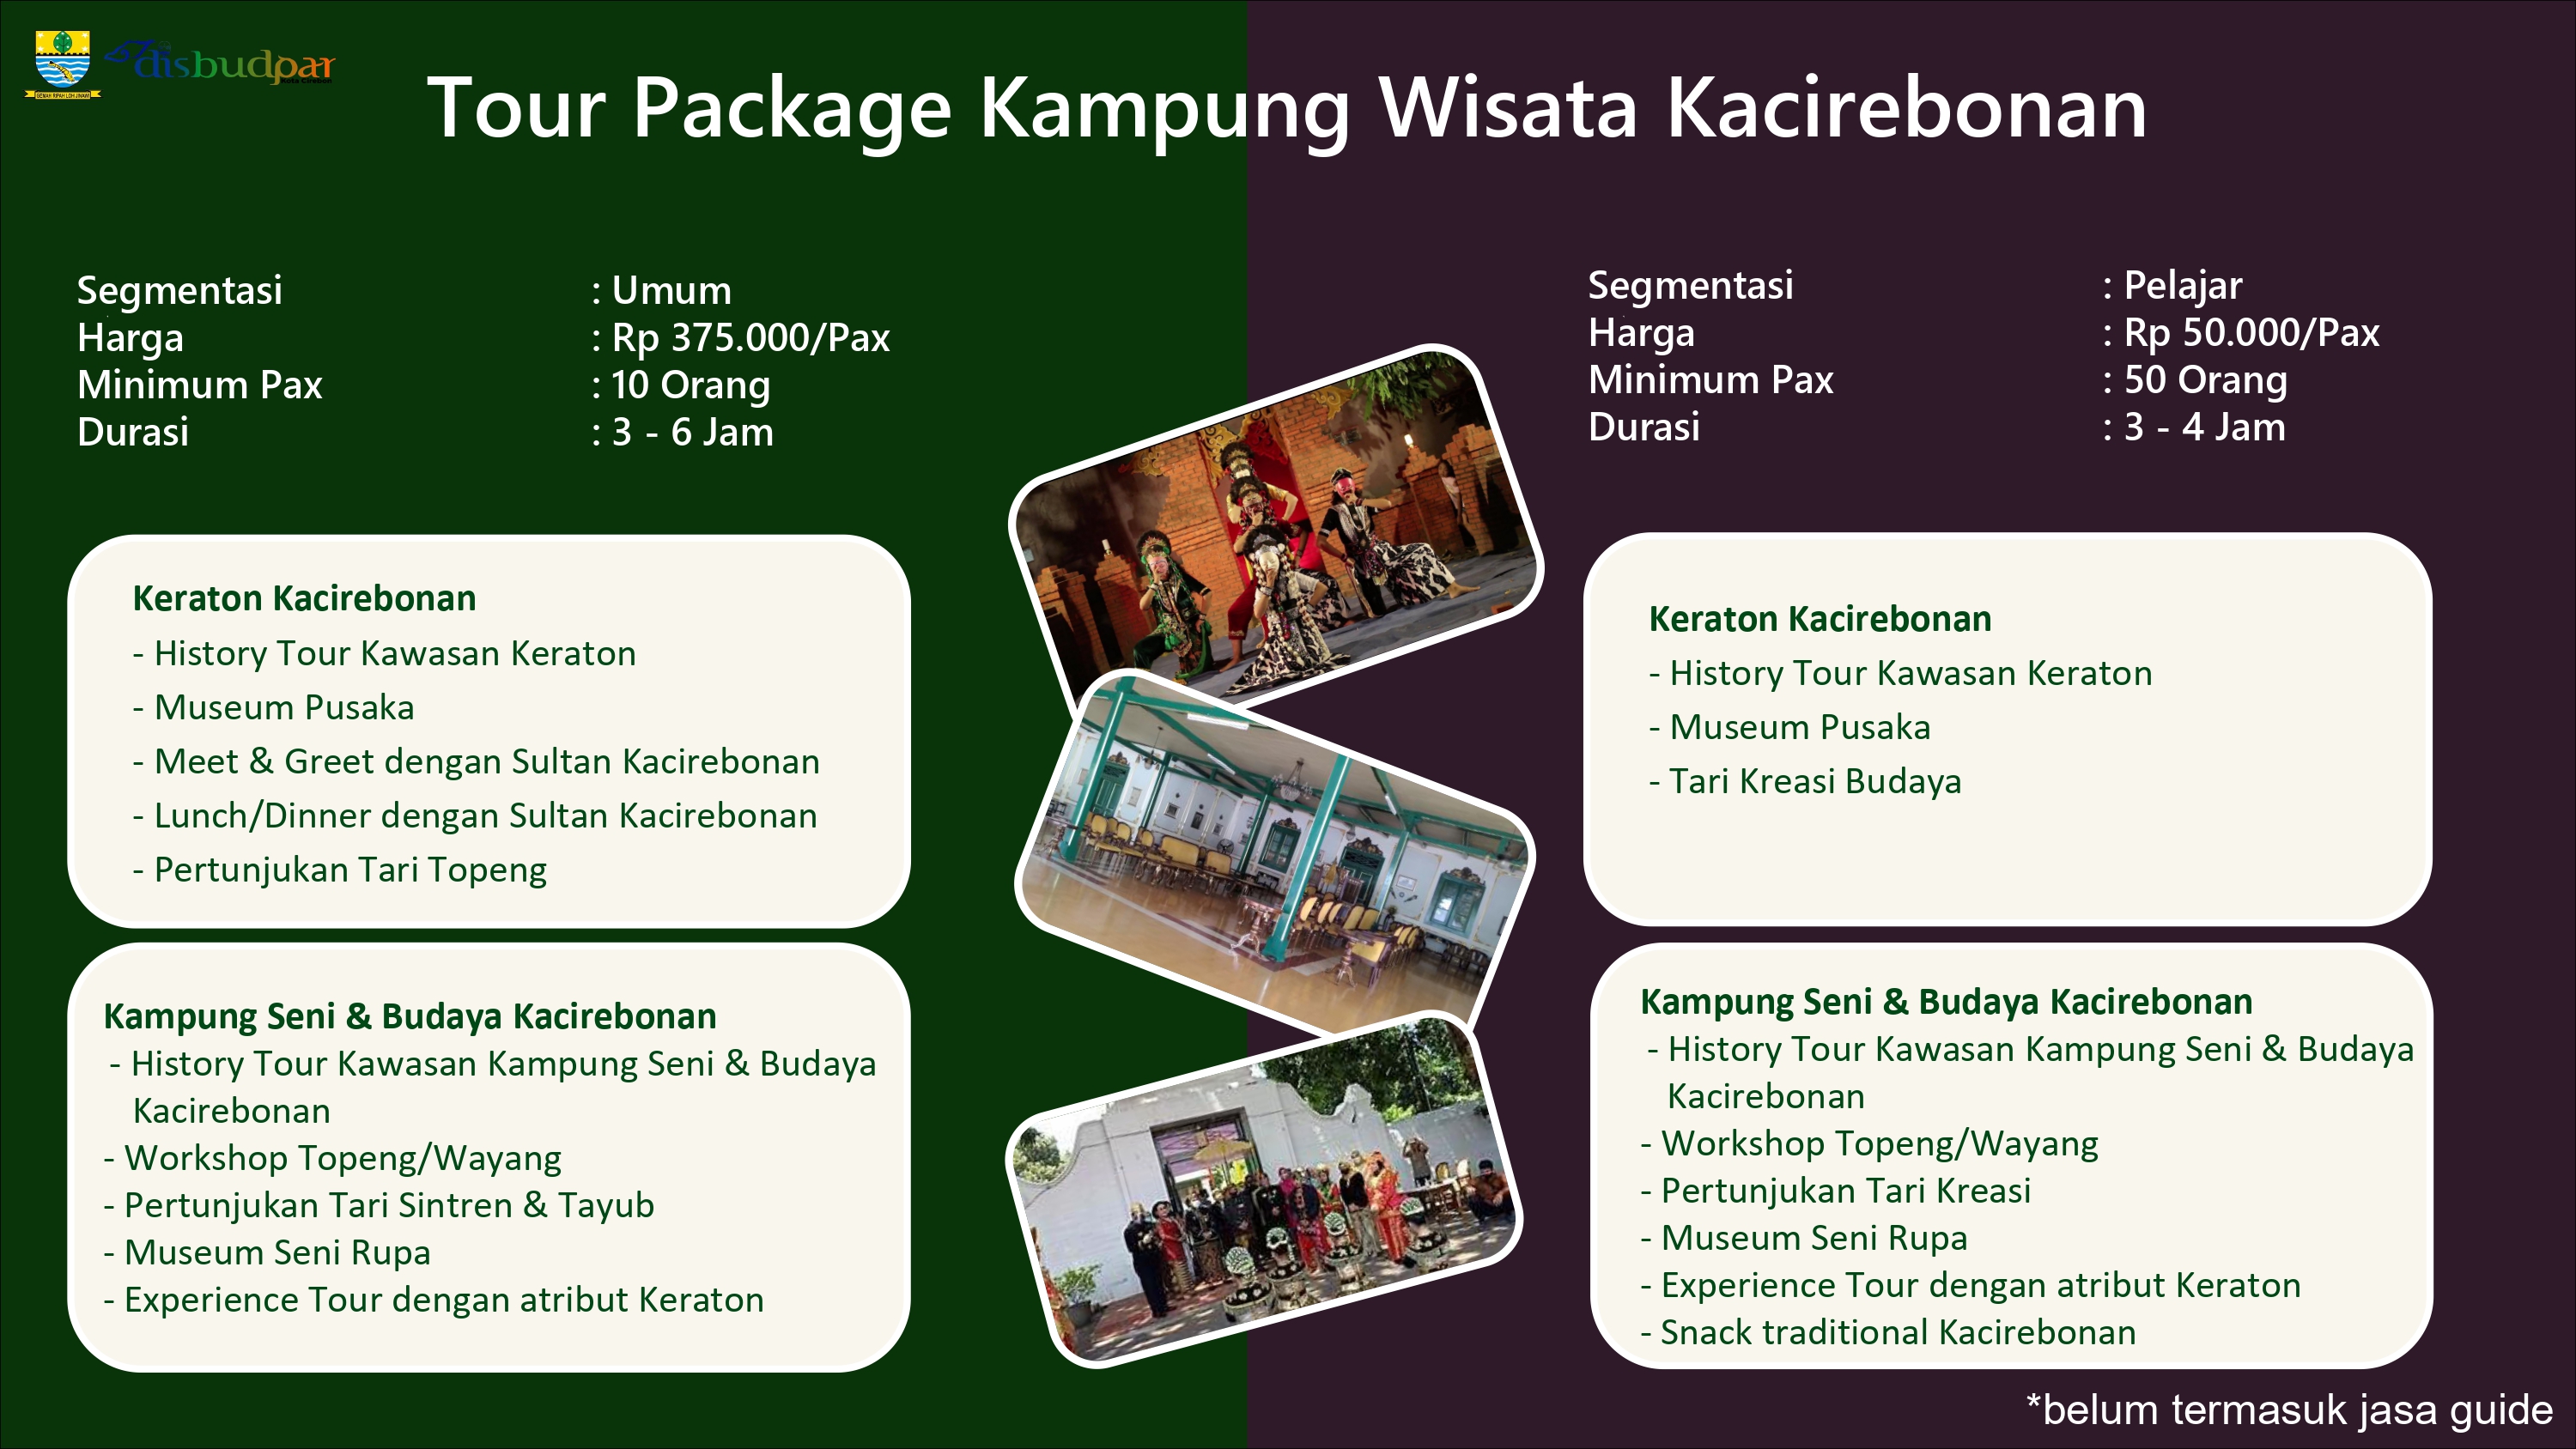 GEMAH RIPAH LOH JINAWI
disbudpar
Tour Package Kampung Wisata Kacirebonan
Segmentasi : Umum
Harga : Rp 375.000/Pax
Minimum Pax : 10 Orang
Durasi : 3 - 6 Jam
Keraton Kacirebonan
- History Tour Kawasan Keraton
- Museum Pusaka
- Meet & Greet dengan Sultan Kacirebonan
- Lunch/Dinner dengan Sultan Kacirebonan
- Pertunjukan Tari Topeng
Kampung Seni & Budaya Kacirebonan
- History Tour Kawasan Kampung Seni & Budaya
Kacirebonan
- Workshop Topeng/Wayang
- Pertunjukan Tari Sintren & Tayub
- Museum Seni Rupa
- Experience Tour dengan atribut Keraton
Segmentasi : Pelajar
Harga : Rp 50.000/Pax
Minimum Pax : 50 Orang
Durasi : 3 - 4 Jam
Keraton Kacirebonan
- History Tour Kawasan Keraton
- Museum Pusaka
- Tari Kreasi Budaya
Kampung Seni & Budaya Kacirebonan
- History Tour Kawasan Kampung Seni & Budaya
Kacirebonan
- Workshop Topeng/Wayang
- Pertunjukan Tari Kreasi
- Museum Seni Rupa
- Experience Tour dengan atribut Keraton
- Snack traditional Kacirebonan
*belum termasuk jasa guide